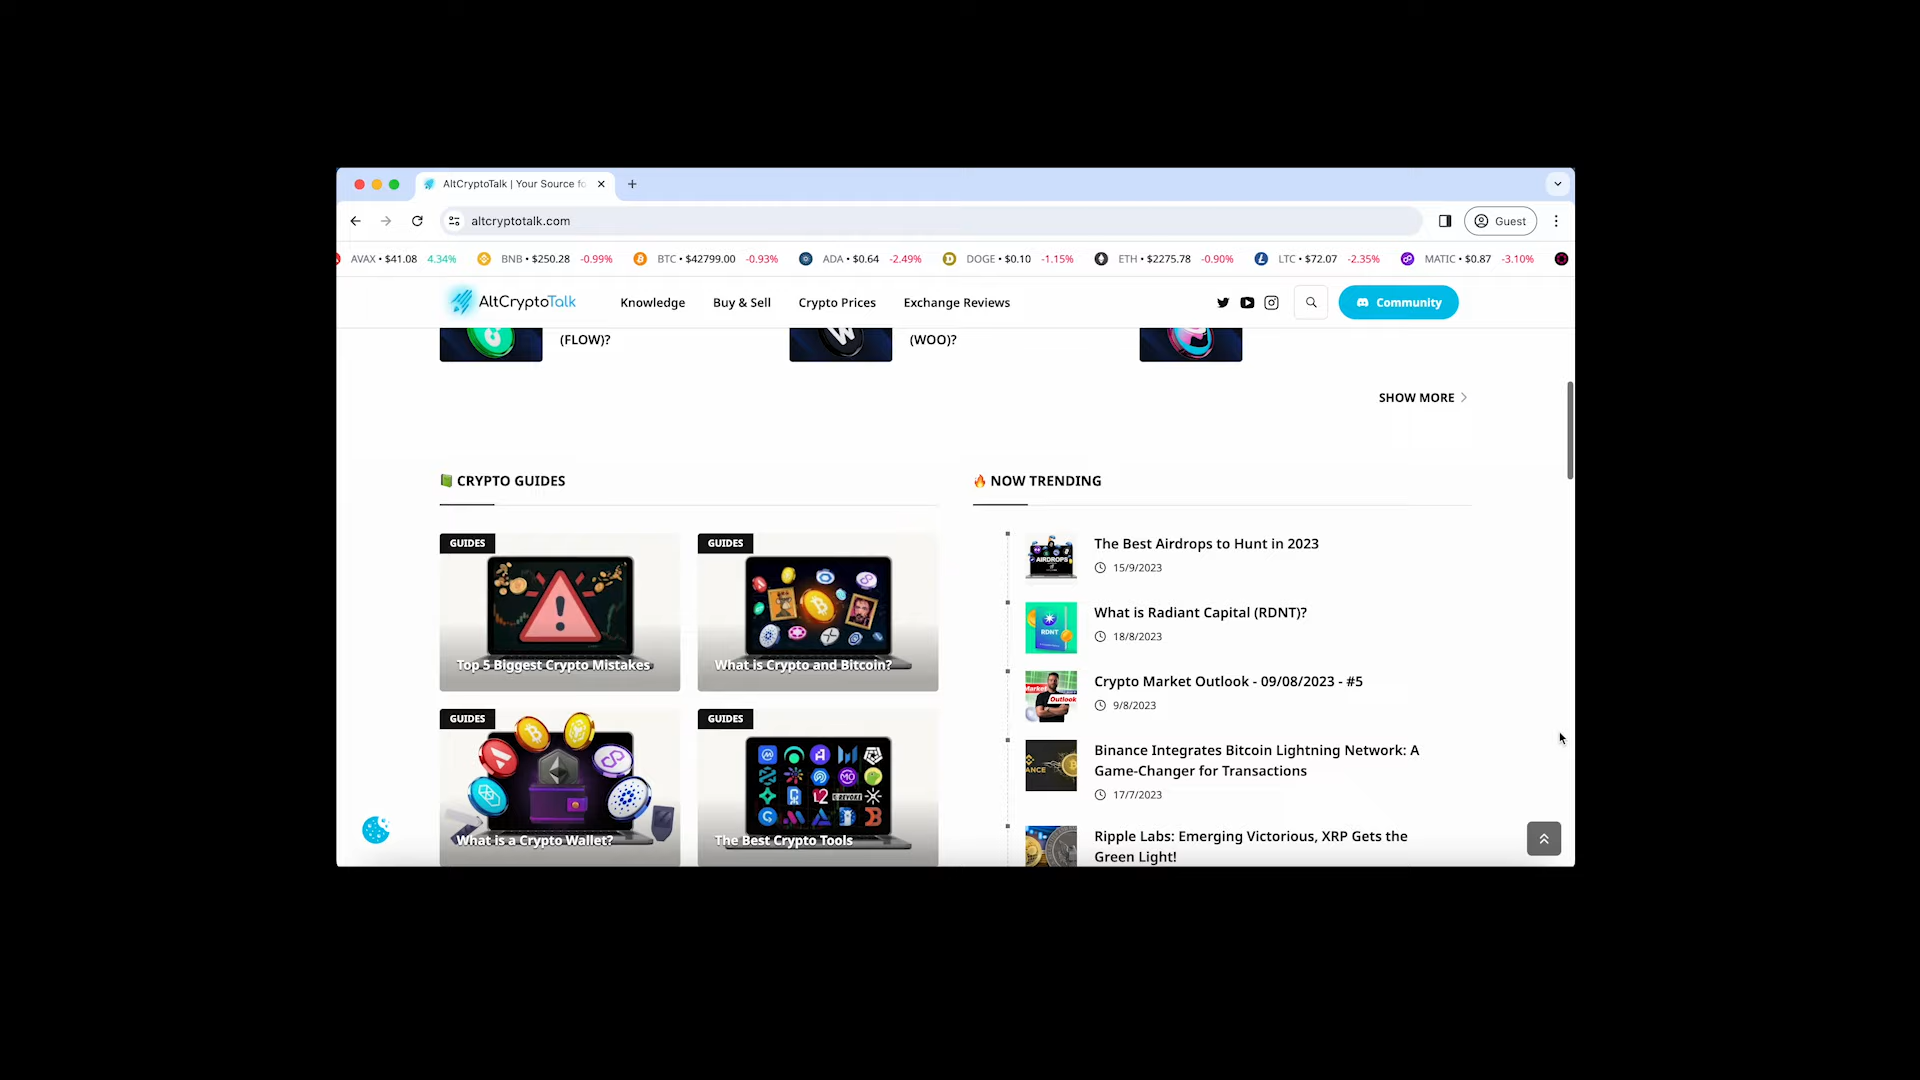 AltCryptoTalk | Your Source fo
altcryptotalk.com
Guest
AVAX • $41.08 4.34% BNB • $250.28 -0.99% BTC • $42799.00 -0.93% ADA • $0.64 -2.49% DOGE • $0.10 -1.15% ETH • $2275.78 -0.90% LTC • $72.07 -2.35% MATIC • $0.87 -3.10%
AltCryptoTalk
Knowledge
Buy & Sell
Crypto Prices
Exchange Reviews
Community
(FLOW)?
(WOO)?
SHOW MORE
CRYPTO GUIDES
GUIDES
Top 5 Biggest Crypto Mistakes
GUIDES
What is Crypto and Bitcoin?
GUIDES
What is a Crypto Wallet?
GUIDES
The Best Crypto Tools
NOW TRENDING
AIRDROPS
The Best Airdrops to Hunt in 2023
15/9/2023
RDNT
What is Radiant Capital (RDNT)?
18/8/2023
Market
Outlook
Crypto Market Outlook - 09/08/2023 - #5
9/8/2023
ANCE
Binance Integrates Bitcoin Lightning Network: A
Game-Changer for Transactions
17/7/2023
Ripple Labs: Emerging Victorious, XRP Gets the
Green Light!